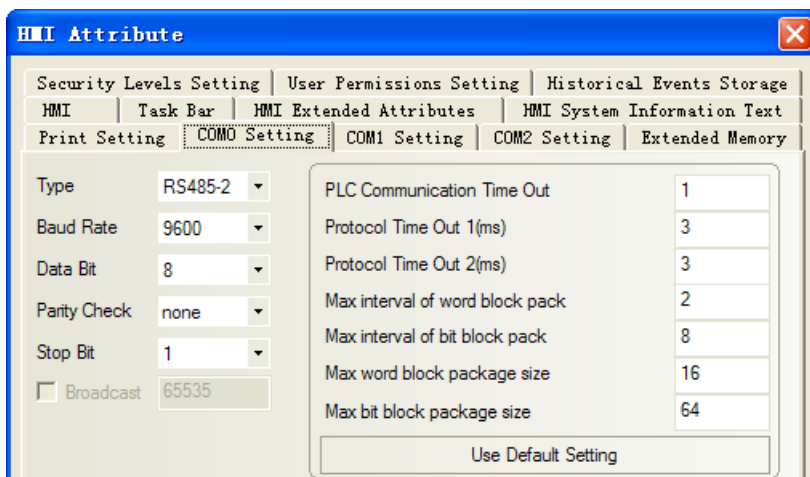 HMI Attribute
Security Levels Setting User Permissions Setting Historical Events Storage
HMI Task Bar HMI Extended Attributes HMI System Information Text
Print Setting COM0 Setting COM1 Setting COM2 Setting Extended Memory
Type RS485-2
Baud Rate 9600
Data Bit 8
Parity Check none
Stop Bit 1
Broadcast 65535
PLC Communication Time Out 1
Protocol Time Out 1(ms) 3
Protocol Time Out 2(ms) 3
Max interval of word block pack 2
Max interval of bit block pack 8
Max word block package size 16
Max bit block package size 64
Use Default Setting